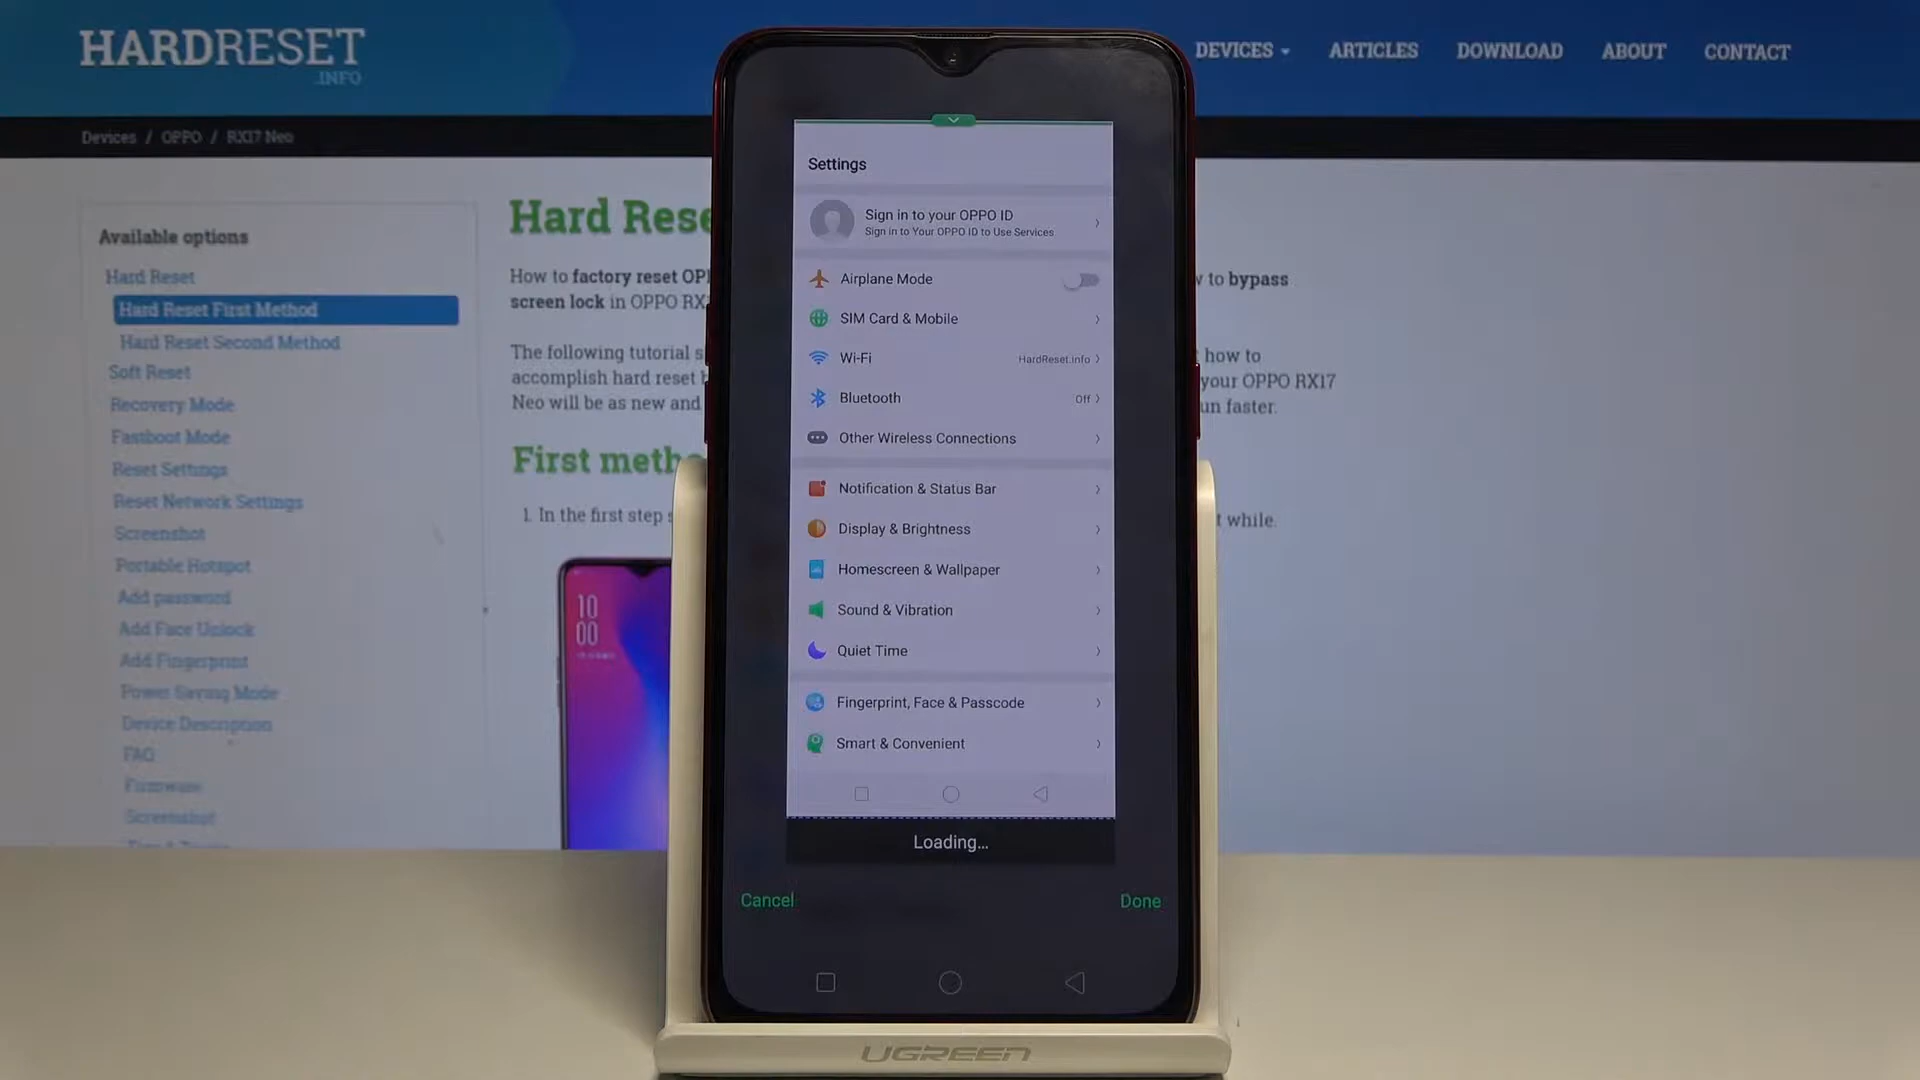 HARDRESET
.INFO
DEVICES
ARTICLES
DOWNLOAD
ABOUT
CONTACT
Devices / OPPO / RX17 Neo
Available options
Hard Reset
Hard Reset First Method
Hard Reset Second Method
Soft Reset
Recovery Mode
Fastboot Mode
Reset Settings
Reset Network Settings
Screenshot
Portable Hotspot
Add password
Add Face Unlock
Add Fingerprint
Power Saving Mode
Device Description
FAQ
Firmware
Screenshot
Hard Rese
How to factory reset OP
to bypass
screen lock in OPPO RX
The following tutorial s
how to
accomplish hard reset
your OPPO RX17
Neo will be as new and
un faster.
First meth
1. In the first step
t while.
10
00
Settings
Sign in to your OPPO ID
Sign in to Your OPPO ID to Use Services
Airplane Mode
SIM Card & Mobile
Wi-Fi
HardReset.info
Bluetooth
Off
Other Wireless Connections
Notification & Status Bar
Display & Brightness
Homescreen & Wallpaper
Sound & Vibration
Quiet Time
Fingerprint, Face & Passcode
Smart & Convenient
Loading...
Cancel
Done
UGREEN